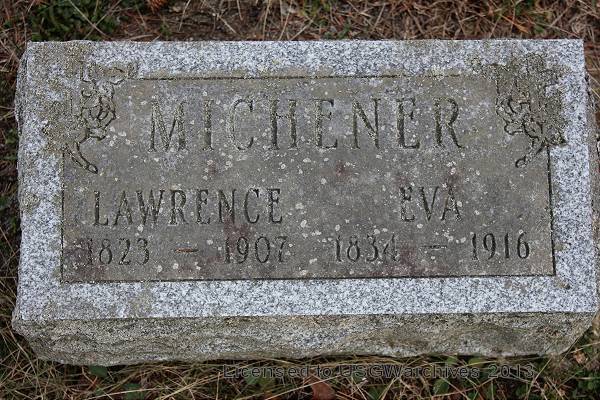 MICHENER
LAWRENCE EVA
1823 – 1907 1834 – 1916
Licensed to USGWarchives 2013